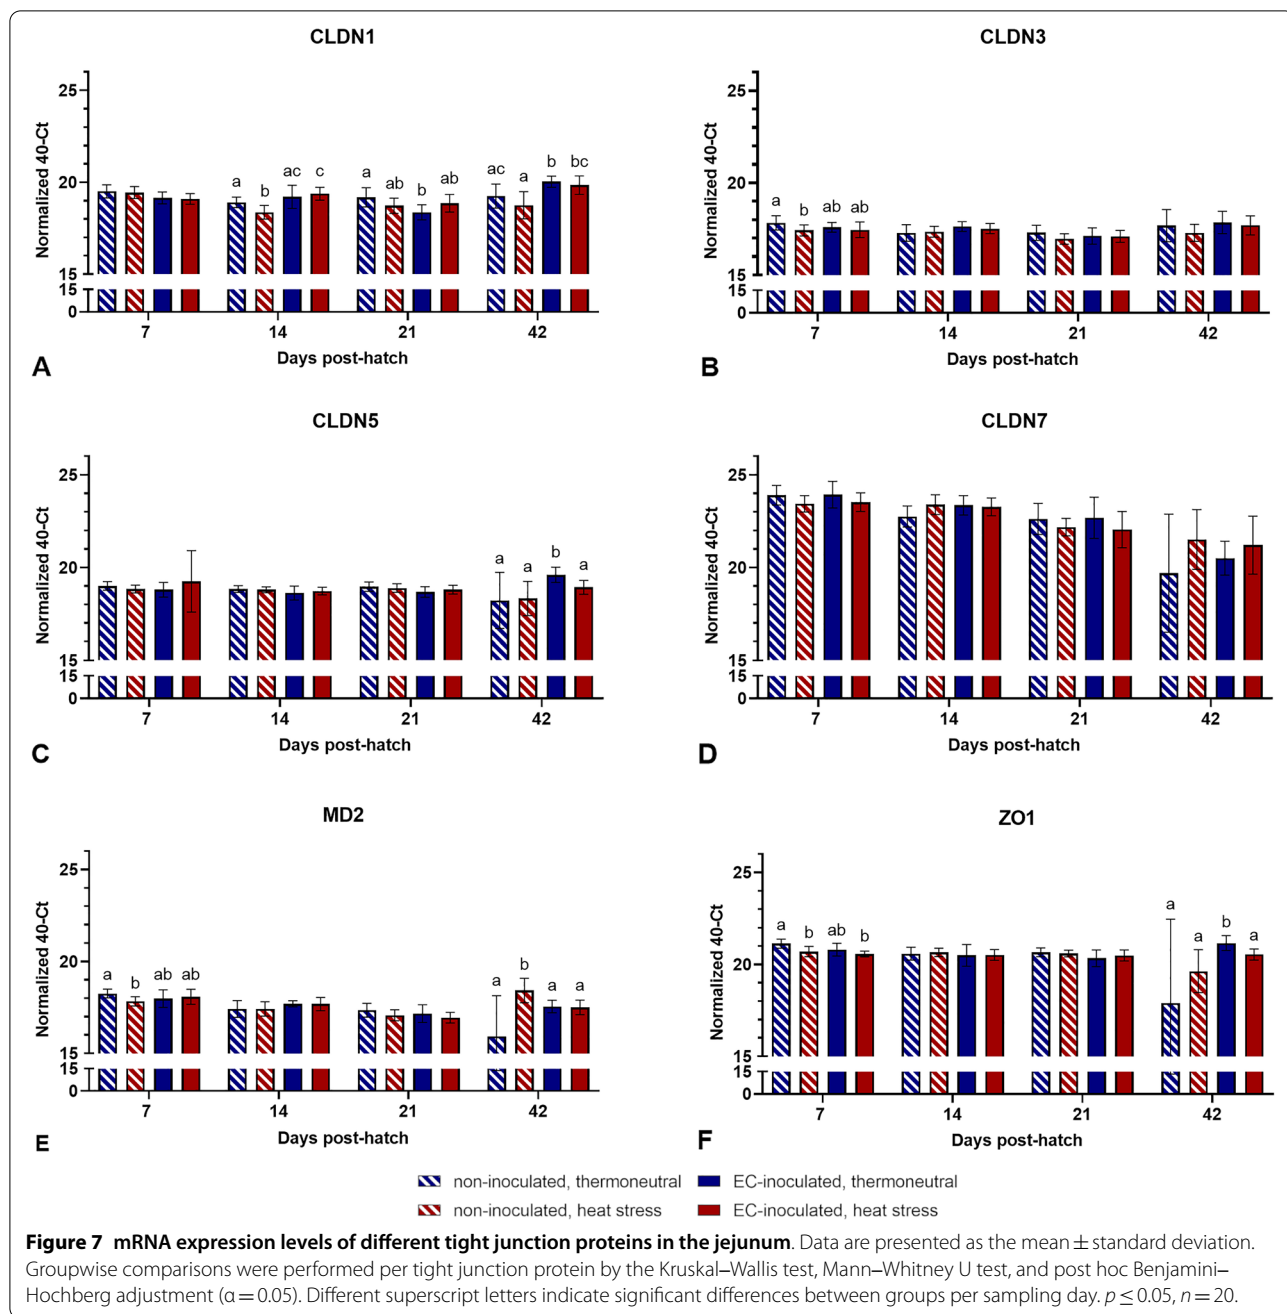 CLDN1
Normalized 40-Ct
25
20
15
15
0
a b ac c
a ab b ab
ac a b bc
7 14 21 42
Days post-hatch
A
CLDN3
Normalized 40-Ct
25
20
15
15
0
a b ab ab
7 14 21 42
Days post-hatch
B
CLDN5
Normalized 40-Ct
25
20
15
15
0
a a b a
7 14 21 42
Days post-hatch
C
CLDN7
Normalized 40-Ct
25
20
15
15
0
7 14 21 42
Days post-hatch
D
MD2
Normalized 40-Ct
25
20
15
15
0
a b ab ab
a b a a
7 14 21 42
Days post-hatch
E
ZO1
Normalized 40-Ct
25
20
15
15
0
a b ab b
a a b a
7 14 21 42
Days post-hatch
F
non-inoculated, thermoneutral EC-inoculated, thermoneutral
non-inoculated, heat stress EC-inoculated, heat stress
Figure 7 mRNA expression levels of different tight junction proteins in the jejunum. Data are presented as the mean ± standard deviation.
Groupwise comparisons were performed per tight junction protein by the Kruskal–Wallis test, Mann–Whitney U test, and post hoc Benjamini–
Hochberg adjustment (α = 0.05). Different superscript letters indicate significant differences between groups per sampling day. p ≤ 0.05, n = 20.